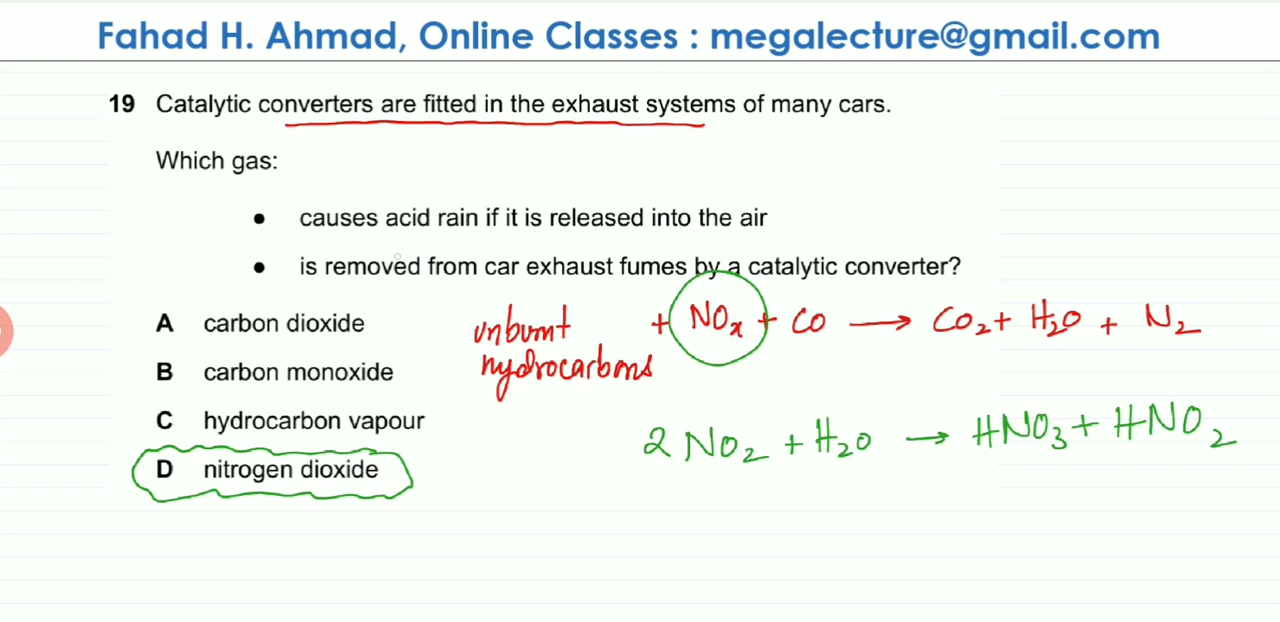 Fahad H. Ahmad, Online Classes : megalecture@gmail.com
19 Catalytic converters are fitted in the exhaust systems of many cars.
Which gas:
● causes acid rain if it is released into the air
● is removed from car exhaust fumes by a catalytic converter?
A carbon dioxide
unburnt hydrocarbons + NOx + CO → CO2 + H2O + N2
B carbon monoxide
C hydrocarbon vapour
2 NO2 + H2O → HNO3 + HNO2
D nitrogen dioxide